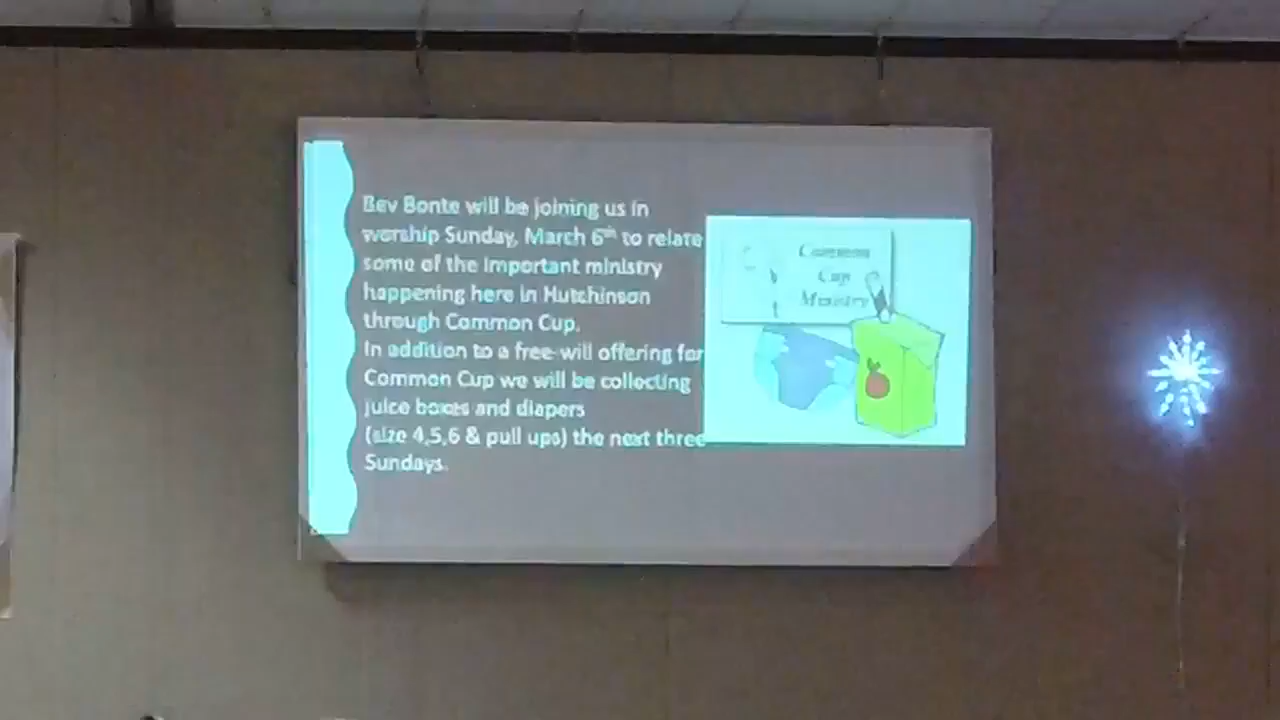 Bev Bonte will be joining us in
worship Sunday, March 6th to relate
some of the important ministry
happening here in Hutchinson
through Common Cup.
In addition to a free-will offering for
Common Cup we will be collecting
juice boxes and diapers
(size 4,5,6 & pull ups) the next three
Sundays.
Common
Cup
Ministry